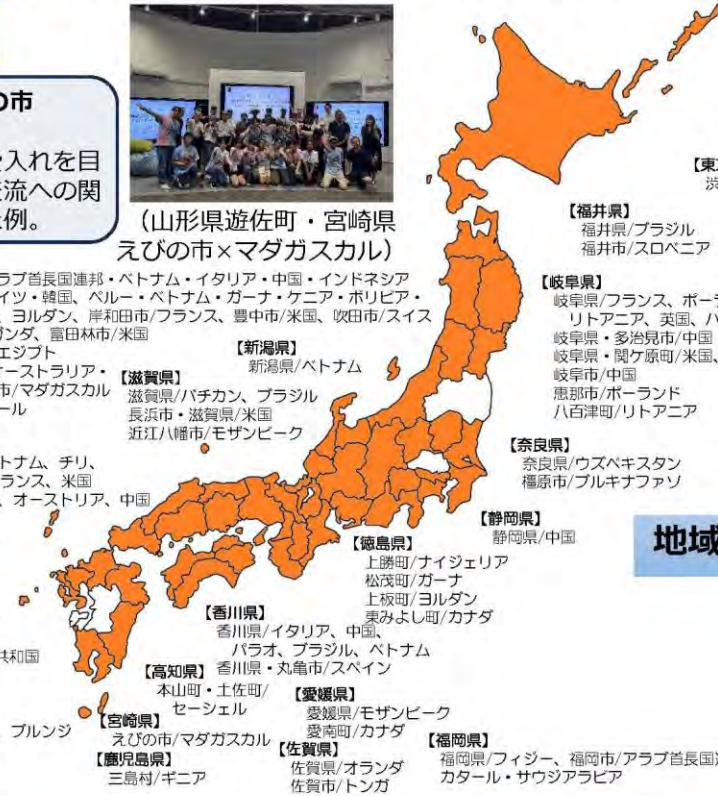 の市
入れを目
流への関
例。
(山形県遊佐町・宮崎県
えびの市×マダガスカル)
ラブ首長国連邦・ベトナム・イタリア・中国・インドネシア
イツ・韓国、ペルー・ベトナム・ガーナ・ケニア・ボリビア・
、ヨルダン、岸和田市/フランス、豊中市/米国、吹田市/スイス
ガンダ、富田林市/米国
エジプト
オーストラリア・
市/マダガスカル
ール
トナム、チリ、
ランス、米国
、オーストリア、中国
共和国
、ブルンジ
【新潟県】
新潟県/ベトナム
【滋賀県】
滋賀県/バチカン、ブラジル
長浜市・滋賀県/米国
近江八幡市/モザンビーク
【福井県】
福井県/ブラジル
福井市/スロベニア
【岐阜県】
岐阜県/フランス、ポー
リトアニア、英国、
岐阜県・多治見市/中国
岐阜県・関ケ原町/米国、
岐阜市/中国
恵那市/ポーランド
八百津町/リトアニア
【奈良県】
奈良県/ウズベキスタン
橿原市/ブルキナファソ
【静岡県】
静岡県/中国
地域
【徳島県】
上勝町/ナイジェリア
松茂町/ガーナ
上板町/ヨルダン
東みよし町/カナダ
【香川県】
香川県/イタリア、中国、
パラオ、ブラジル、ベトナム
香川県・丸亀市/スペイン
【高知県】
本山町・土佐町/
セーシェル
【愛媛県】
愛媛県/モザンビーク
愛南町/カナダ
【宮崎県】
えびの市/マダガスカル
【鹿児島県】
三島村/ギニア
【佐賀県】
佐賀県/オランダ
佐賀市/トンガ
【福岡県】
福岡県/フィジー、福岡市/アラブ首長国
カタール・サウジアラビア